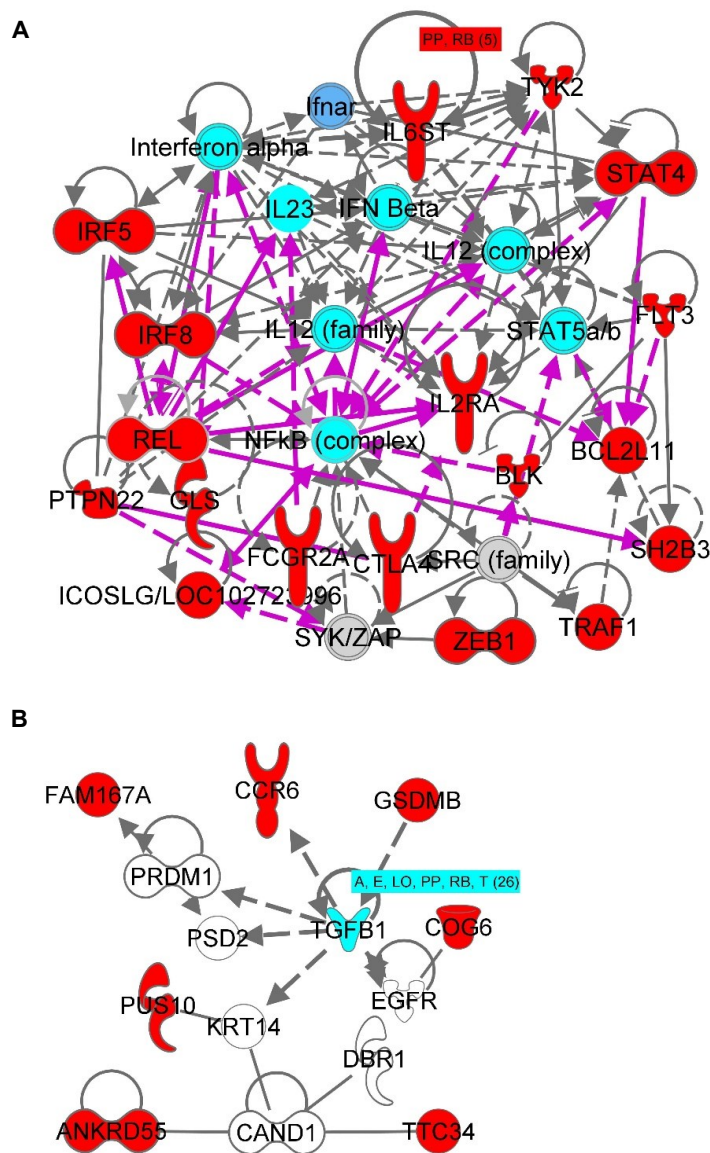 A
PP, RB (5)
TYK2
Ifnar
IL6ST
Interferon alpha
STAT4
IL23
IFN Beta
IRF5
IL12 (complex)
FLT3
IRF8
IL12 (family)
STAT5a/b
IL2RA
REL
NFkB (complex)
BCL2L11
BLK
PTPN22
GLS
SH2B3
FCGR2A
CTLA4
SRC (family)
ICOSLG/LOC102723996
TRAF1
SYK/ZAP
ZEB1
B
CCR6
FAM167A
GSDMB
PRDM1
A, E, LO, PP, RB, T (26)
PSD2
TGFB1
COG6
EGFR
PUS10
KRT14
DBR1
ANKRD55
CAND1
TTC34